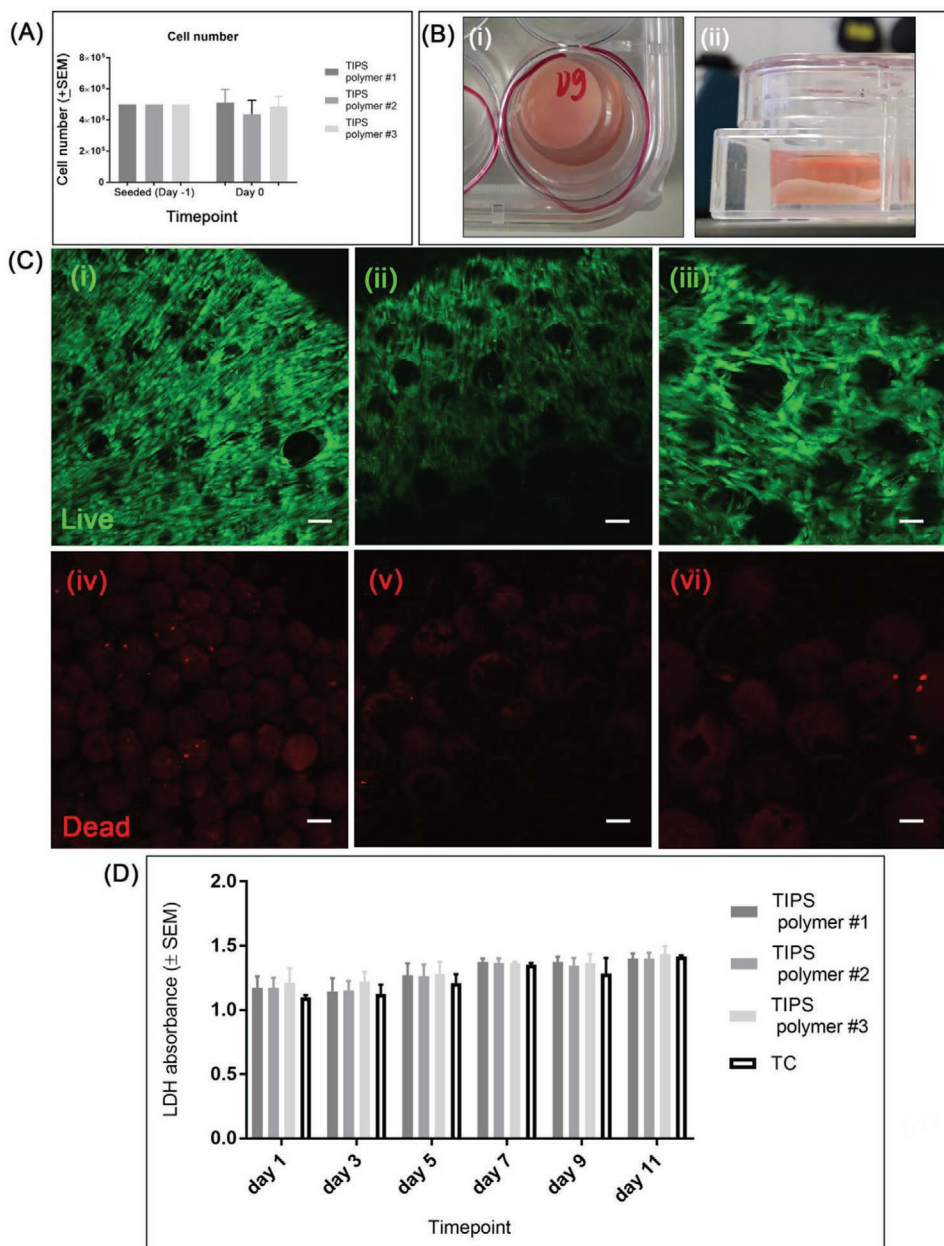 (A)
Cell number
Cell number (±SEM)
8×10⁵
6×10⁵
4×10⁵
2×10⁵
0
Seeded (Day -1)
Day 0
Timepoint
TIPS
polymer #1
TIPS
polymer #2
TIPS
polymer #3
(B)
(i)
(ii)
(C)
(i)
Live
(ii)
(iii)
(iv)
Dead
(v)
(vi)
(D)
LDH absorbance (± SEM)
2.0
1.5
1.0
0.5
0.0
day 1
day 3
day 5
day 7
day 9
day 11
Timepoint
TIPS
polymer #1
TIPS
polymer #2
TIPS
polymer #3
TC